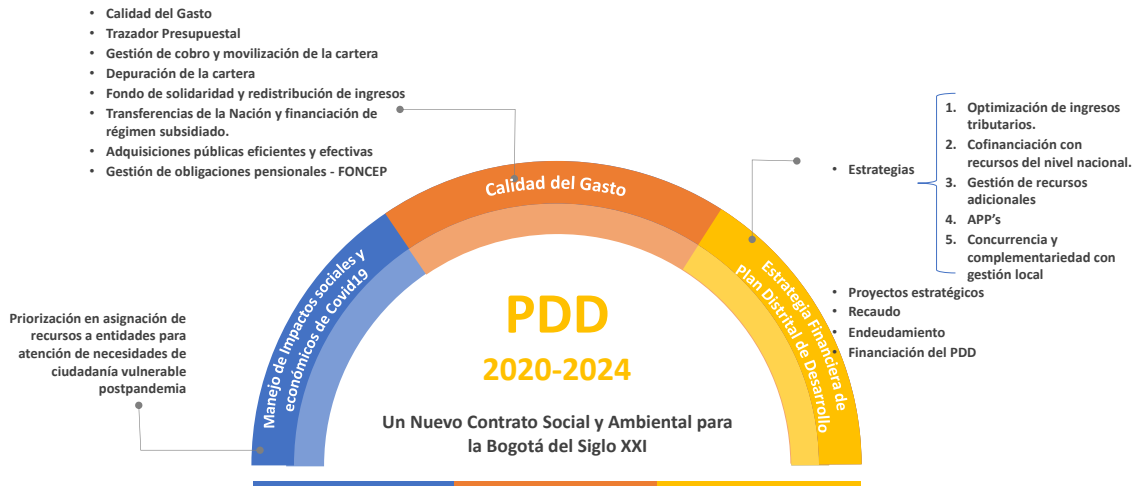 • Calidad del Gasto
• Trazador Presupuestal
• Gestión de cobro y movilización de la cartera
• Depuración de la cartera
• Fondo de solidaridad y redistribución de ingresos
• Transferencias de la Nación y financiación de
régimen subsidiado.
• Adquisiciones públicas eficientes y efectivas
• Gestión de obligaciones pensionales - FONCEP
Calidad del Gasto
• Estrategias
1. Optimización de ingresos
tributarios.
2. Cofinanciación con
recursos del nivel nacional.
3. Gestión de recursos
adicionales
4. APP's
5. Concurrencia y
complementariedad con
gestión local
• Proyectos estratégicos
• Recaudo
• Endeudamiento
• Financiación del PDD
Estrategia Financiera de
Plan Distrital de Desarrollo
Manejo de Impactos sociales y
económicos de Covid19
Priorización en asignación de
recursos a entidades para
atención de necesidades de
ciudadanía vulnerable
postpandemia
PDD
2020-2024
Un Nuevo Contrato Social y Ambiental para
la Bogotá del Siglo XXI